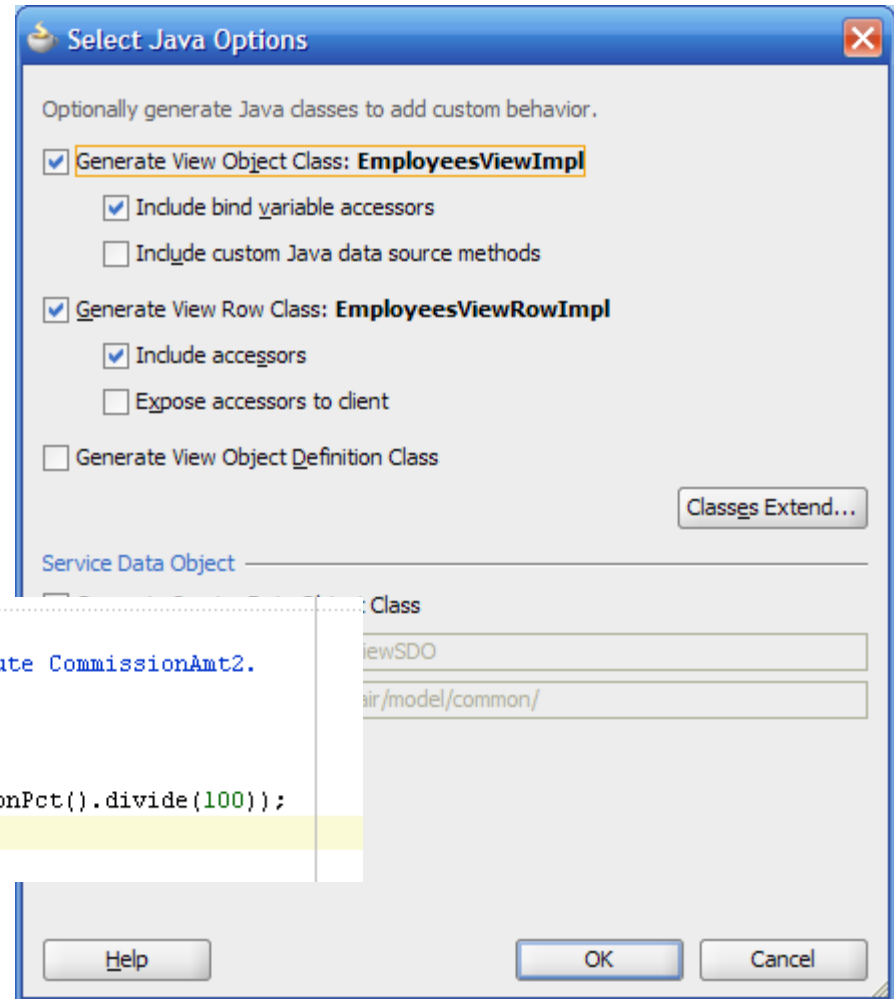 Select Java Options
Optionally generate Java classes to add custom behavior.
Generate View Object Class: EmployeesViewImpl
Include bind variable accessors
Include custom Java data source methods
Generate View Row Class: EmployeesViewRowImpl
Include accessors
Expose accessors to client
Generate View Object Definition Class
Classes Extend...
Service Data Object
Class
CommissionAmt2.
iewSDO
air/model/common/
onPct().divide(100));
Help
OK
Cancel